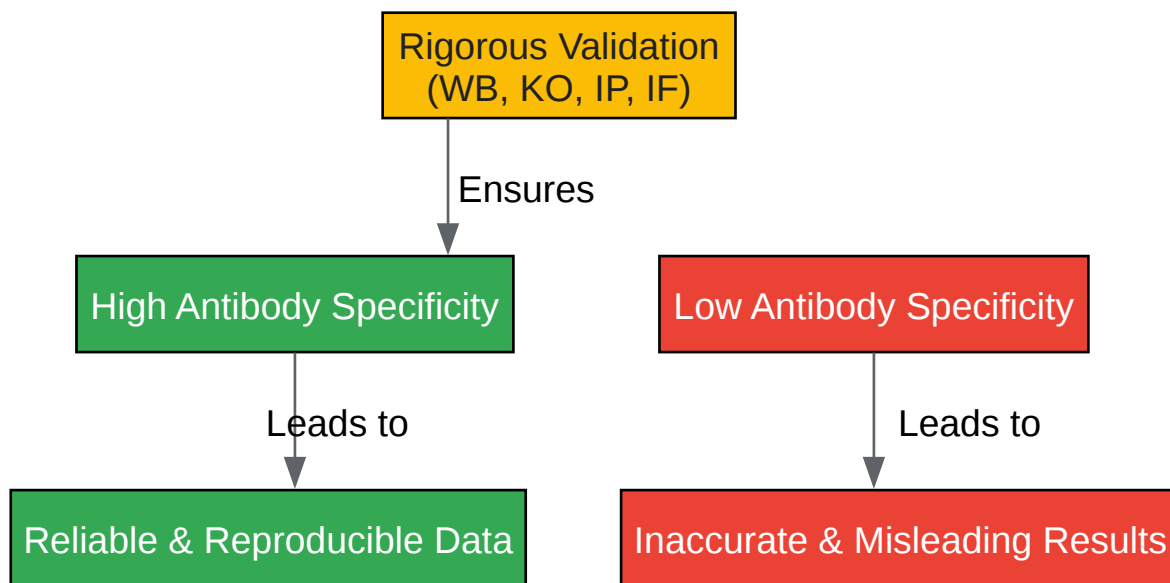 Rigorous Validation
(WB, KO, IP, IF)
Ensures
High Antibody Specificity
Low Antibody Specificity
Leads to
Leads to
Reliable & Reproducible Data
Inaccurate & Misleading Results